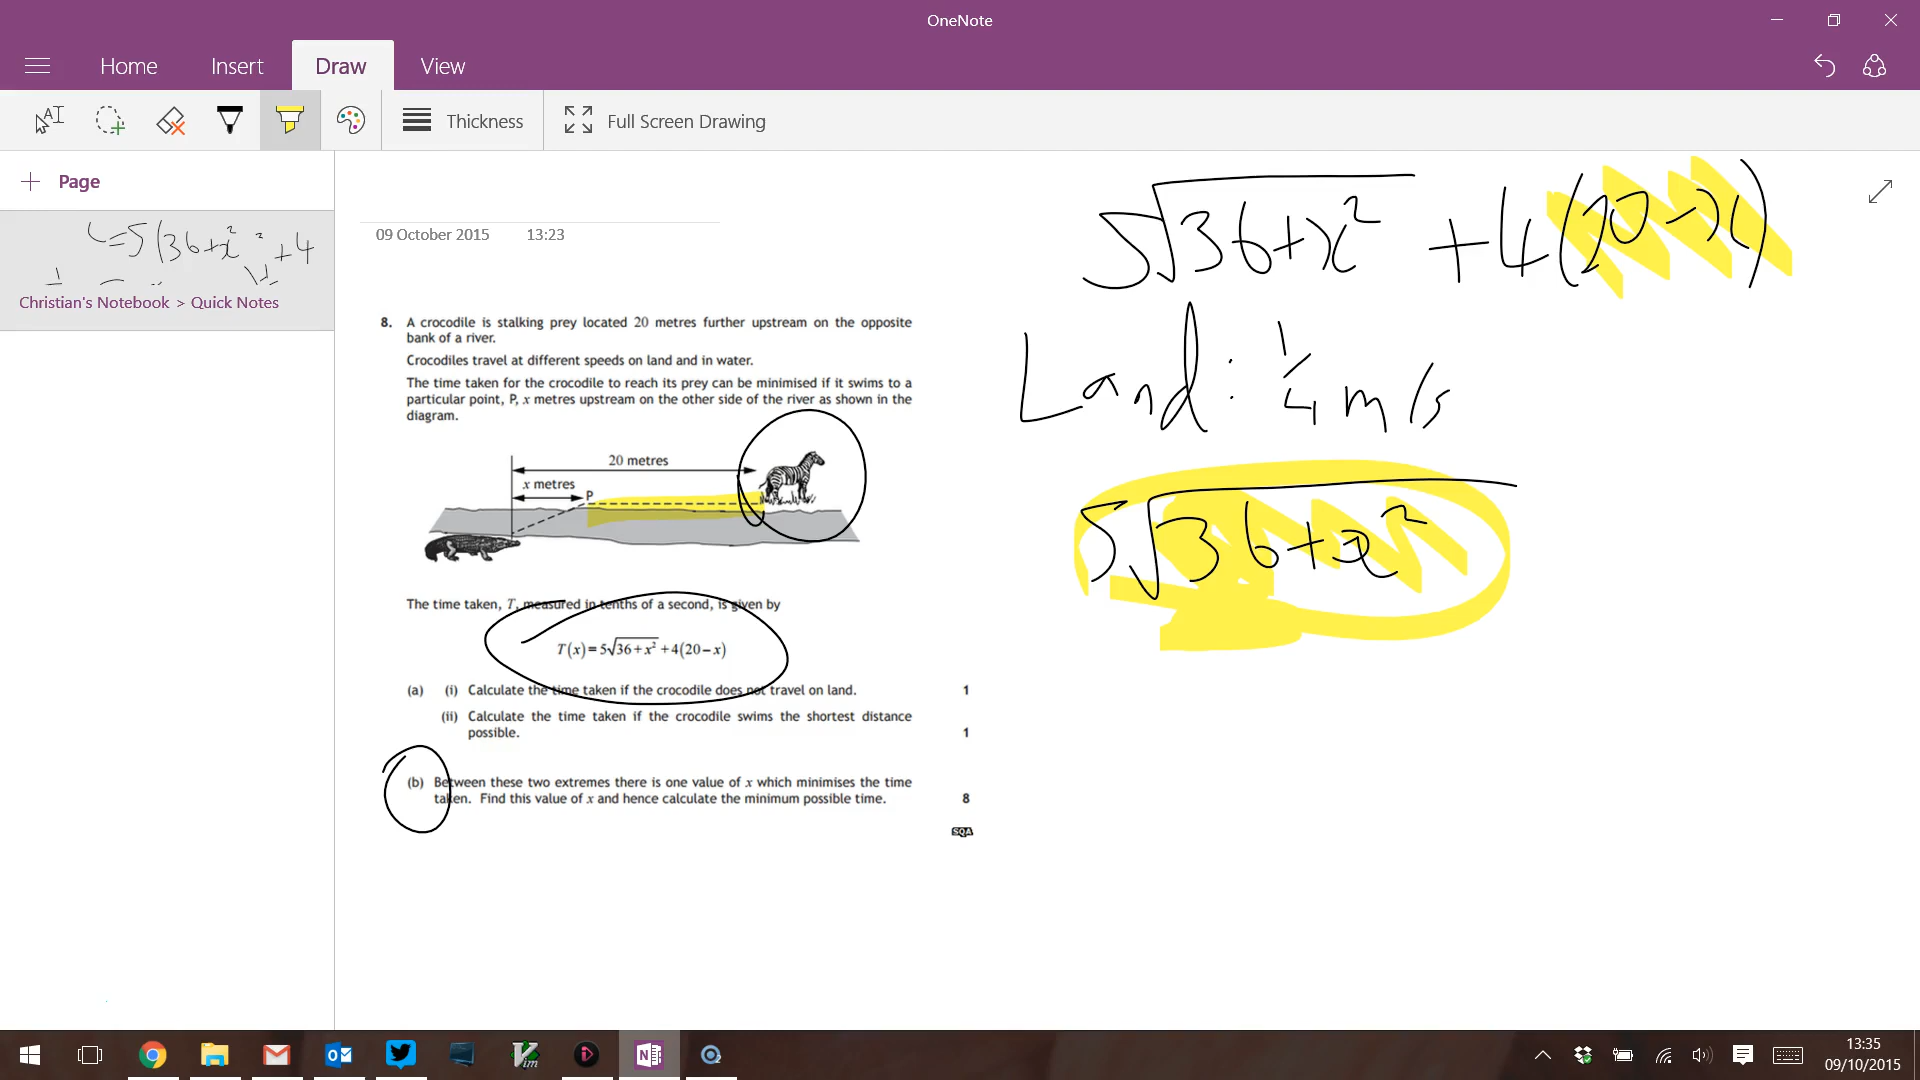 OneNote
Home Insert Draw View
Thickness Full Screen Drawing
Page
=5(36+x²
+4
Christian's Notebook > Quick Notes
09 October 2015 13:23
8. A crocodile is stalking prey located 20 metres further upstream on the opposite
bank of a river.
Crocodiles travel at different speeds on land and in water.
The time taken for the crocodile to reach its prey can be minimised if it swims to a
particular point, P, x metres upstream on the other side of the river as shown in the
diagram.
20 metres
x metres
P
The time taken, T, measured in tenths of a second, is given by
T(x)=5√36+x² +4(20−x)
(a) (i) Calculate the time taken if the crocodile does not travel on land. 1
(ii) Calculate the time taken if the crocodile swims the shortest distance
possible. 1
(b) Between these two extremes there is one value of x which minimises the time
taken. Find this value of x and hence calculate the minimum possible time. 8
SQA
5√36+x² +4(20−x)
Land: 1/4 m/s
5√36+x²
13:35
09/10/2015